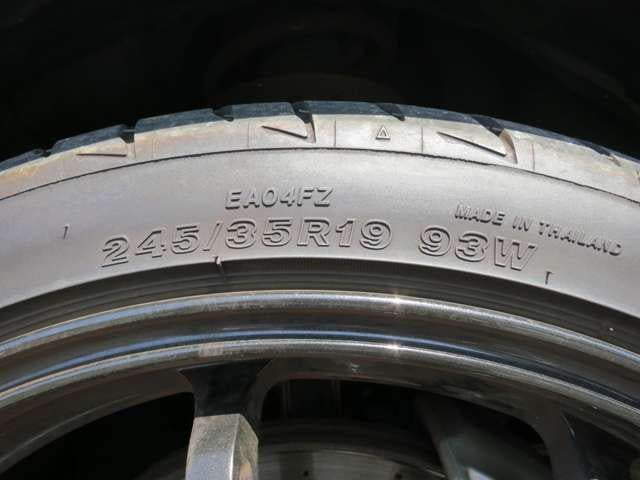 EA04FZ
245/35R19 93W
MADE IN THAILAND